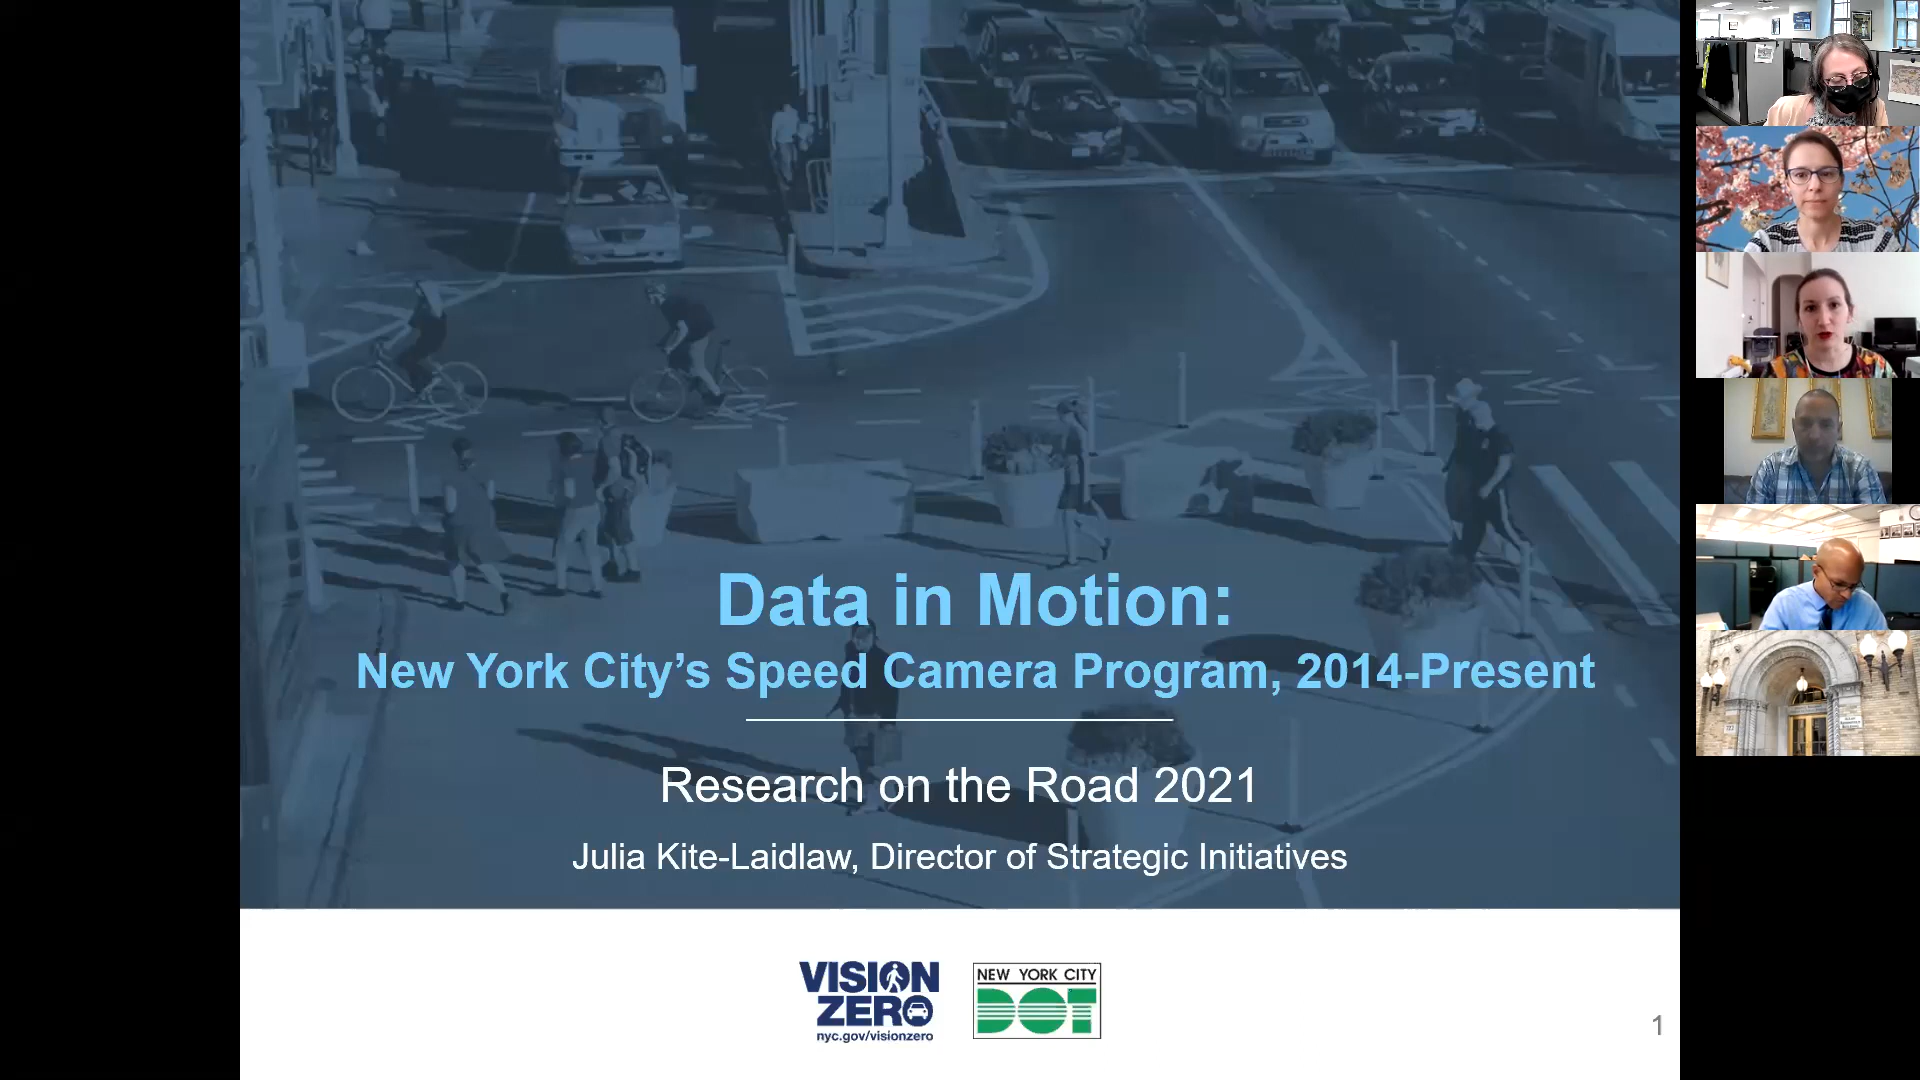 Data in Motion:
New York City’s Speed Camera Program, 2014-Present
Research on the Road 2021
Julia Kite-Laidlaw, Director of Strategic Initiatives
VISION
ZERO
nyc.gov/visionzero
NEW YORK CITY
DOT
1